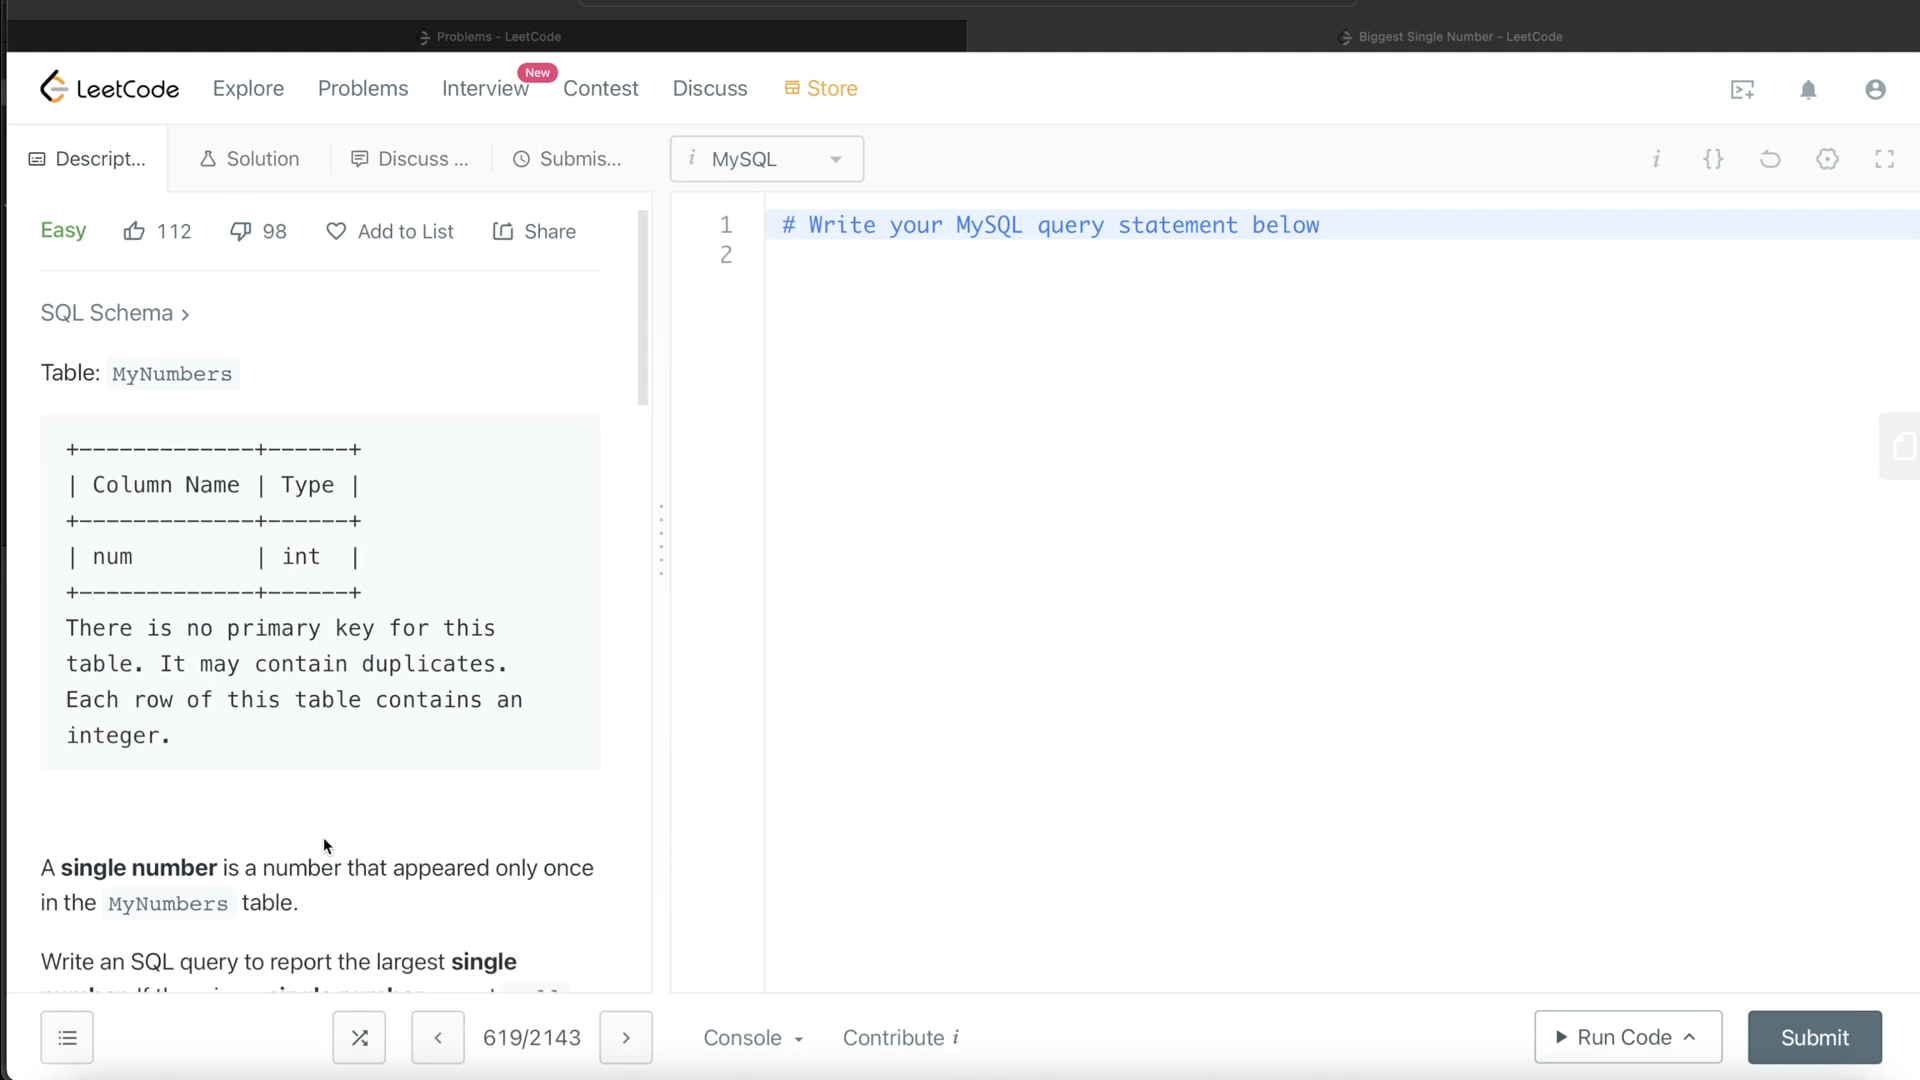 Problems - LeetCode
Biggest Single Number - LeetCode
LeetCode
Explore
Problems
Interview
New
Contest
Discuss
Store
Descript...
Solution
Discuss ...
Submis...
i MySQL
i
{}
Easy
112
98
Add to List
Share
1 # Write your MySQL query statement below
2
SQL Schema >
Table: MyNumbers
+-------------+------+
| Column Name | Type |
+-------------+------+
| num         | int  |
+-------------+------+
There is no primary key for this
table. It may contain duplicates.
Each row of this table contains an
integer.
A single number is a number that appeared only once
in the MyNumbers table.
Write an SQL query to report the largest single
619/2143
Console
Contribute i
Run Code
Submit